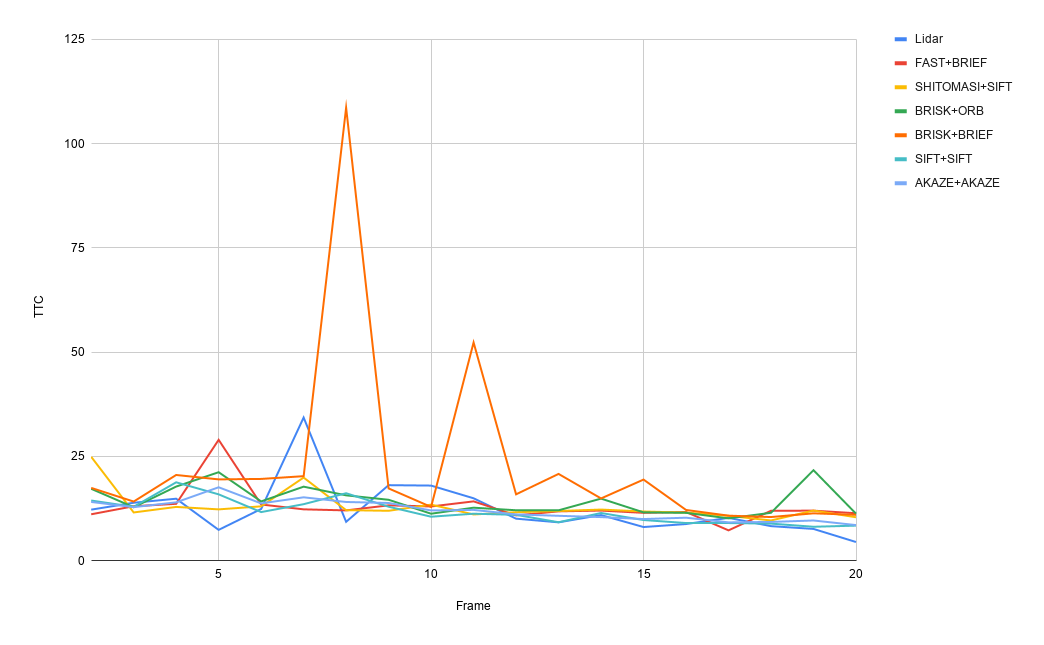 125
100
75
50
25
0
TTC
5
10
15
20
Frame
Lidar
FAST+BRIEF
SHITOMASI+SIFT
BRISK+ORB
BRISK+BRIEF
SIFT+SIFT
AKAZE+AKAZE